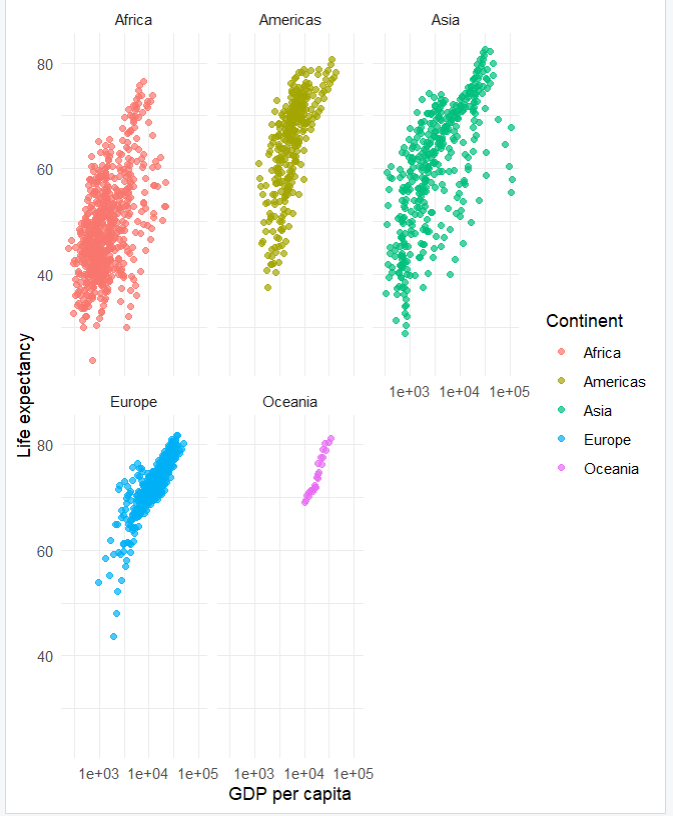 Africa Americas Asia
80
60
40
1e+03 1e+04 1e+05
Life expectancy
Europe Oceania
80
60
40
1e+03 1e+04 1e+05 1e+03 1e+04 1e+05
GDP per capita
Continent
Africa
Americas
Asia
Europe
Oceania